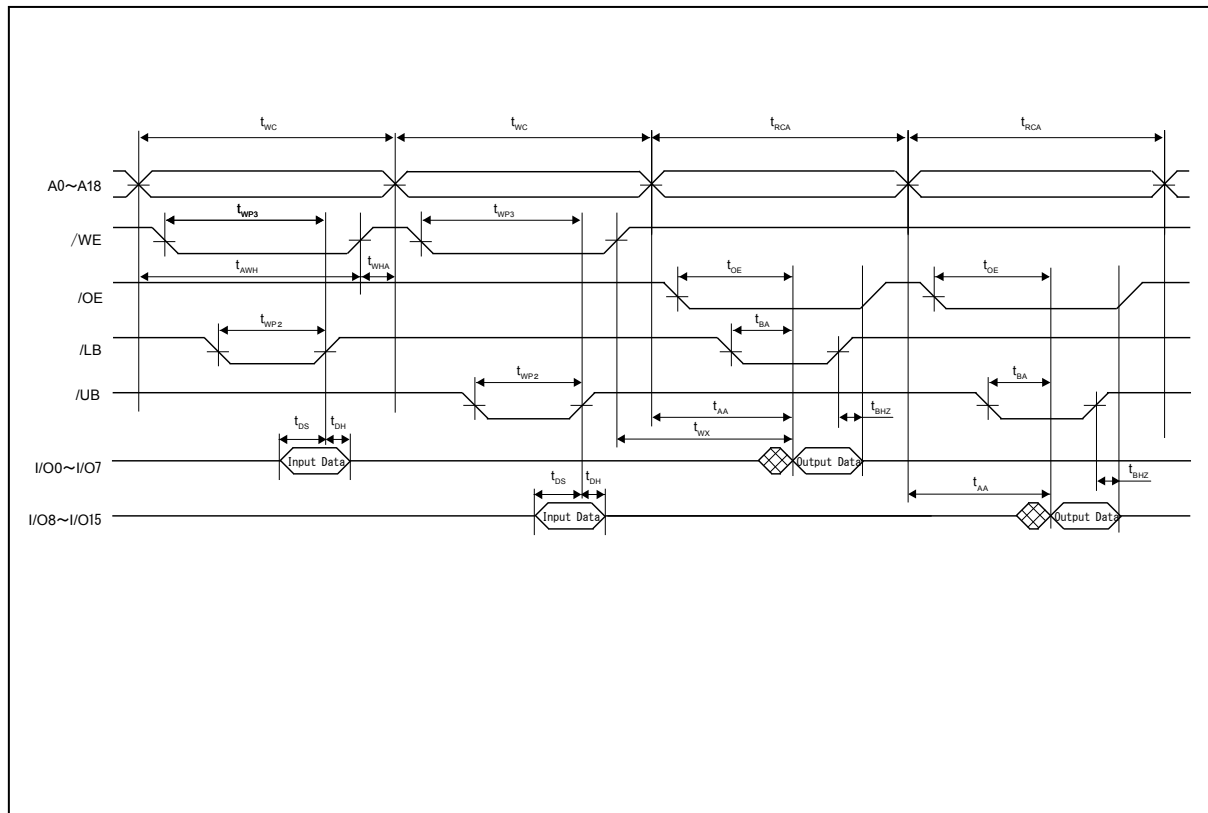 tWC tWC tRCA tRCA
A0〜A18
tWP3 tWP3
/WE
tAWH tWHA
tOE tOE
/OE
tWP2 tBA
/LB
tWP2 tBA
/UB
tAA tBHZ
tDS tDH tWX
I/O0〜I/O7 Input Data Output Data
tDS tDH tAA tBHZ
I/O8〜I/O15 Input Data Output Data